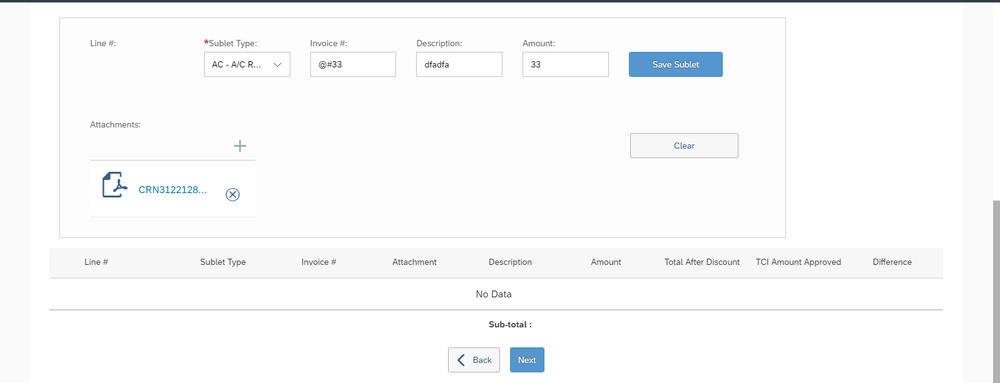 Line #: *Sublet Type: Invoice #: Description: Amount:
AC - A/C R... @#33 dfadfa 33 Save Sublet
Attachments:
+
Clear
CRN3122128...
Line # Sublet Type Invoice # Attachment Description Amount Total After Discount TCI Amount Approved Difference
No Data
Sub-total :
Back Next